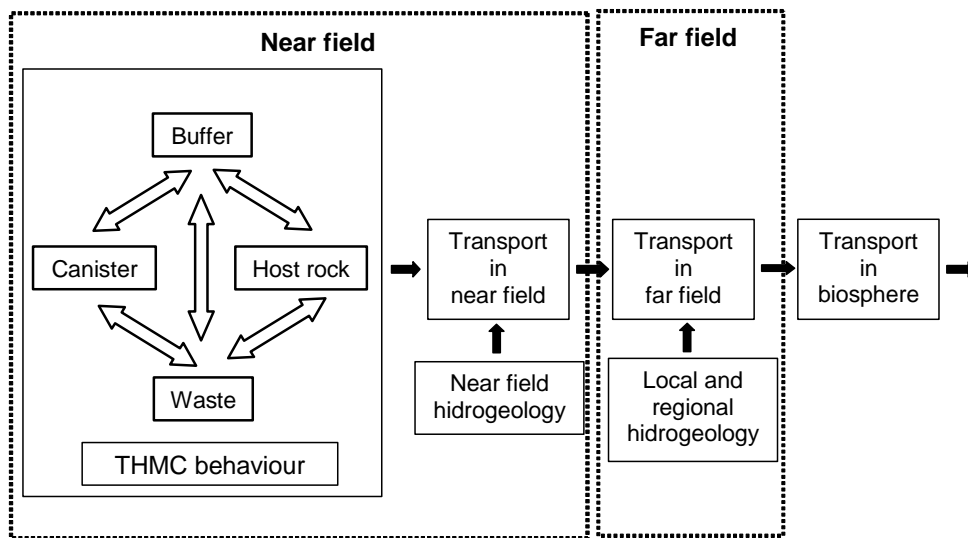 Near field
Far field
Buffer
Canister
Host rock
Waste
THMC behaviour
Transport
in
near field
Near field
hidrogeology
Transport
in
far field
Local and
regional
hidrogeology
Transport
in
biosphere